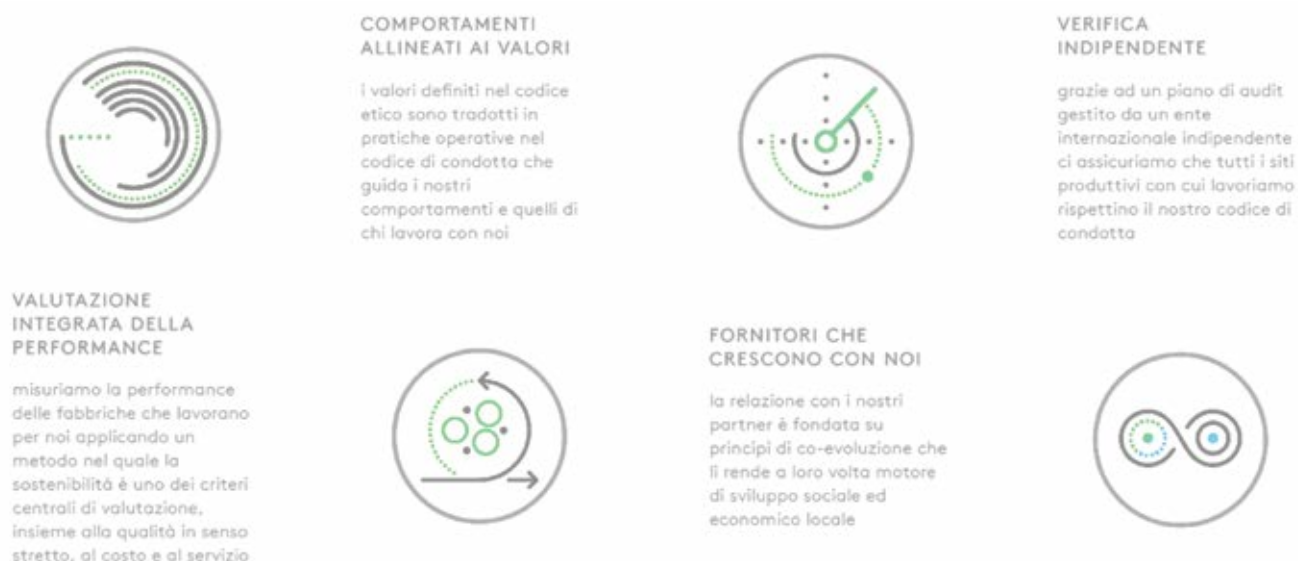 COMPORTAMENTI
ALLINEATI AI VALORI
i valori definiti nel codice
etico sono tradotti in
pratiche operative nel
codice di condotta che
guida i nostri
comportamenti e quelli di
chi lavora con noi
VERIFICA
INDIPENDENTE
grazie ad un piano di audit
gestito da un ente
internazionale indipendente
ci assicuriamo che tutti i siti
produttivi con cui lavoriamo
rispettino il nostro codice di
condotta
VALUTAZIONE
INTEGRATA DELLA
PERFORMANCE
misuriamo la performance
delle fabbriche che lavorano
per noi applicando un
metodo nel quale la
sostenibilità è uno dei criteri
centrali di valutazione,
insieme alla qualità in senso
stretto, al costo e al servizio
FORNITORI CHE
CRESCONO CON NOI
la relazione con i nostri
partner è fondata su
principi di co-evoluzione che
li rende a loro volta motore
di sviluppo sociale ed
economico locale